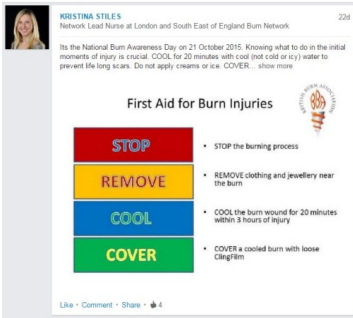 KRISTINA STILES
22d
Network Lead Nurse at London and South East of England Burn Network
Its the National Burn Awareness Day on 21 October 2015. Knowing what to do in the initial
moments of injury is crucial. COOL for 20 minutes with cool (not cold or icy) water to
prevent life long scars. Do not apply creams or ice. COVER... show more
First Aid for Burn Injuries
BRITISH BURN ASSOCIATION
STOP
• STOP the burning process
REMOVE
• REMOVE clothing and jewellery near
the burn
COOL
• COOL the burn wound for 20 minutes
within 3 hours of injury
COVER
• COVER a cooled burn with loose
ClingFilm
Like • Comment • Share • 4